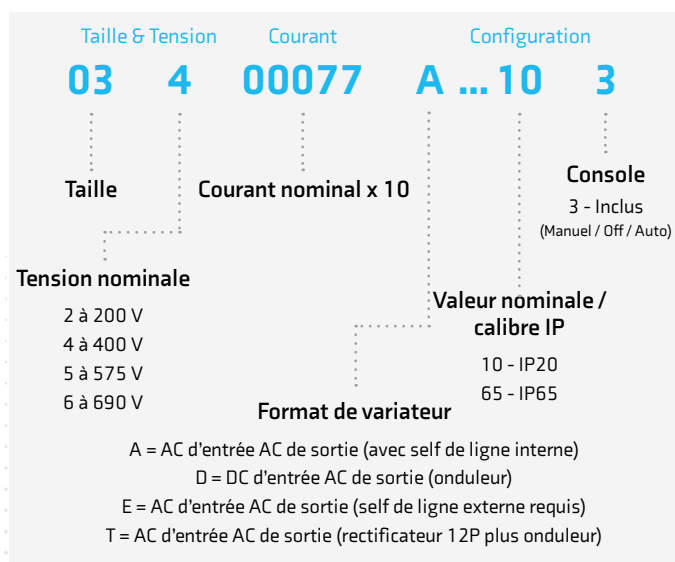 Taille & Tension Courant Configuration
03 4 00077 A ... 10 3
Taille
Courant nominal x 10
Console
3 - Inclus
(Manuel / Off / Auto)
Tension nominale
2 à 200 V
4 à 400 V
5 à 575 V
6 à 690 V
Valeur nominale /
calibre IP
10 - IP20
65 - IP65
Format de variateur
A = AC d’entrée AC de sortie (avec self de ligne interne)
D = DC d’entrée AC de sortie (onduleur)
E = AC d’entrée AC de sortie (self de ligne externe requis)
T = AC d’entrée AC de sortie (rectificateur 12P plus onduleur)